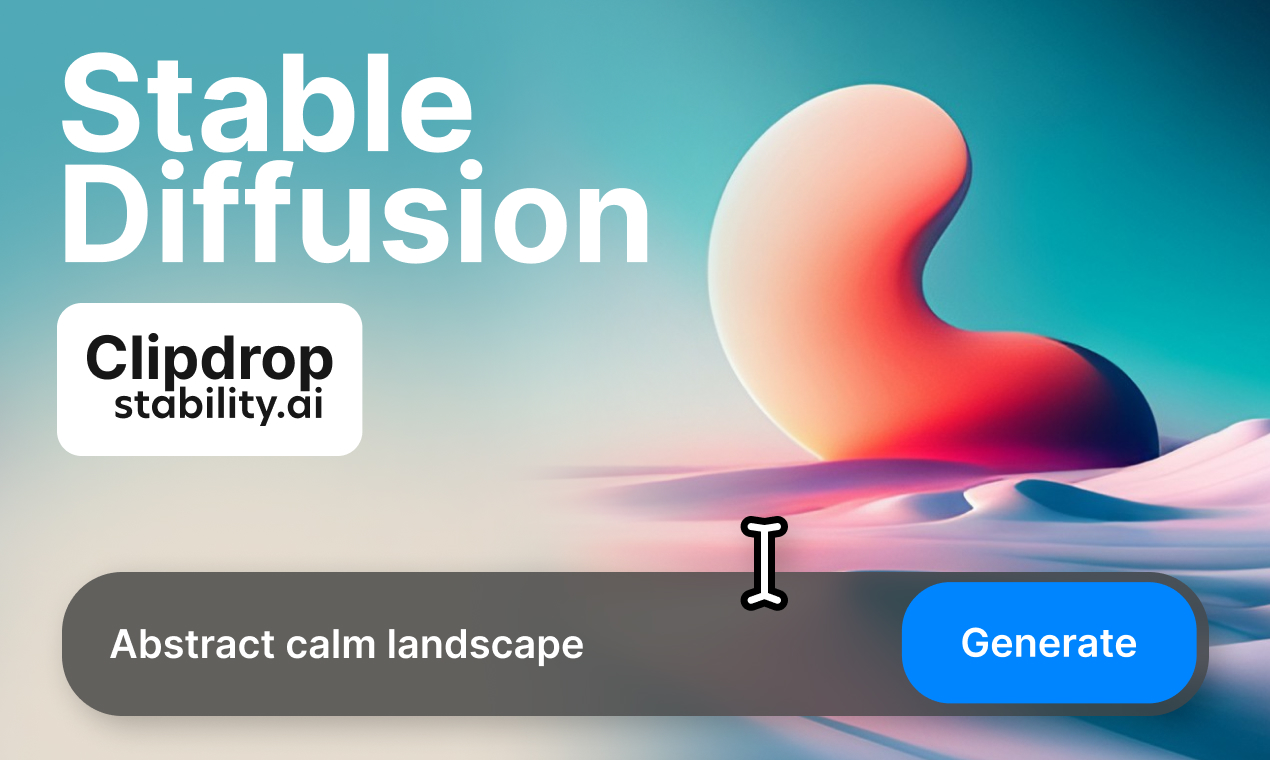 Stable
Diffusion
Clipdrop
stability.ai
Abstract calm landscape
Generate